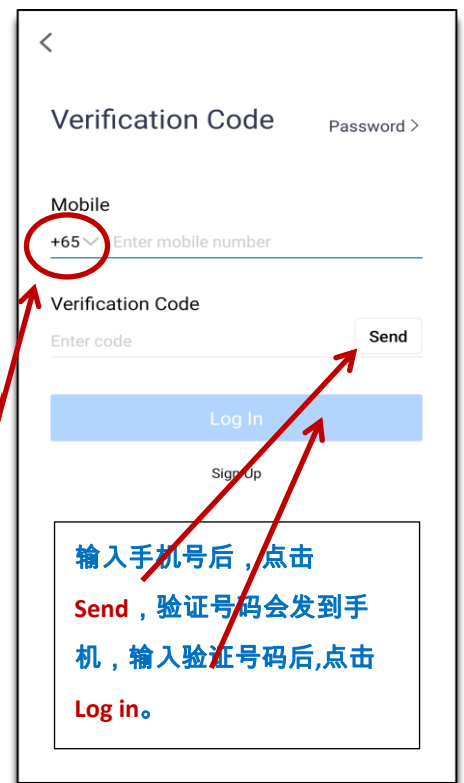 <
Verification Code
Password >
Mobile
+65 Enter mobile number
Verification Code
Enter code
Send
Log In
Sign Up
输入手机号后，点击
Send，验证号码会发到手
机，输入验证号码后,点击
Log in。